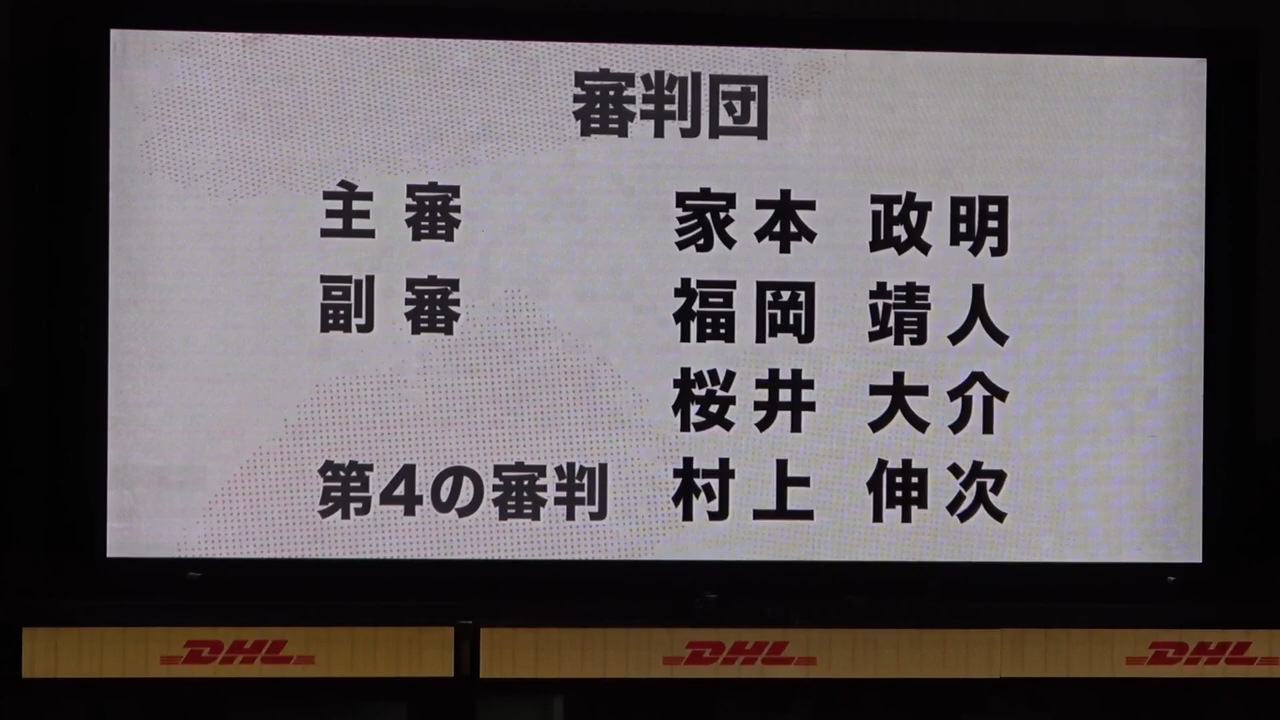 審判団
主審 家本 政明
副審 福岡 靖人
桜井 大介
第4の審判 村上 伸次
DHL DHL DHL